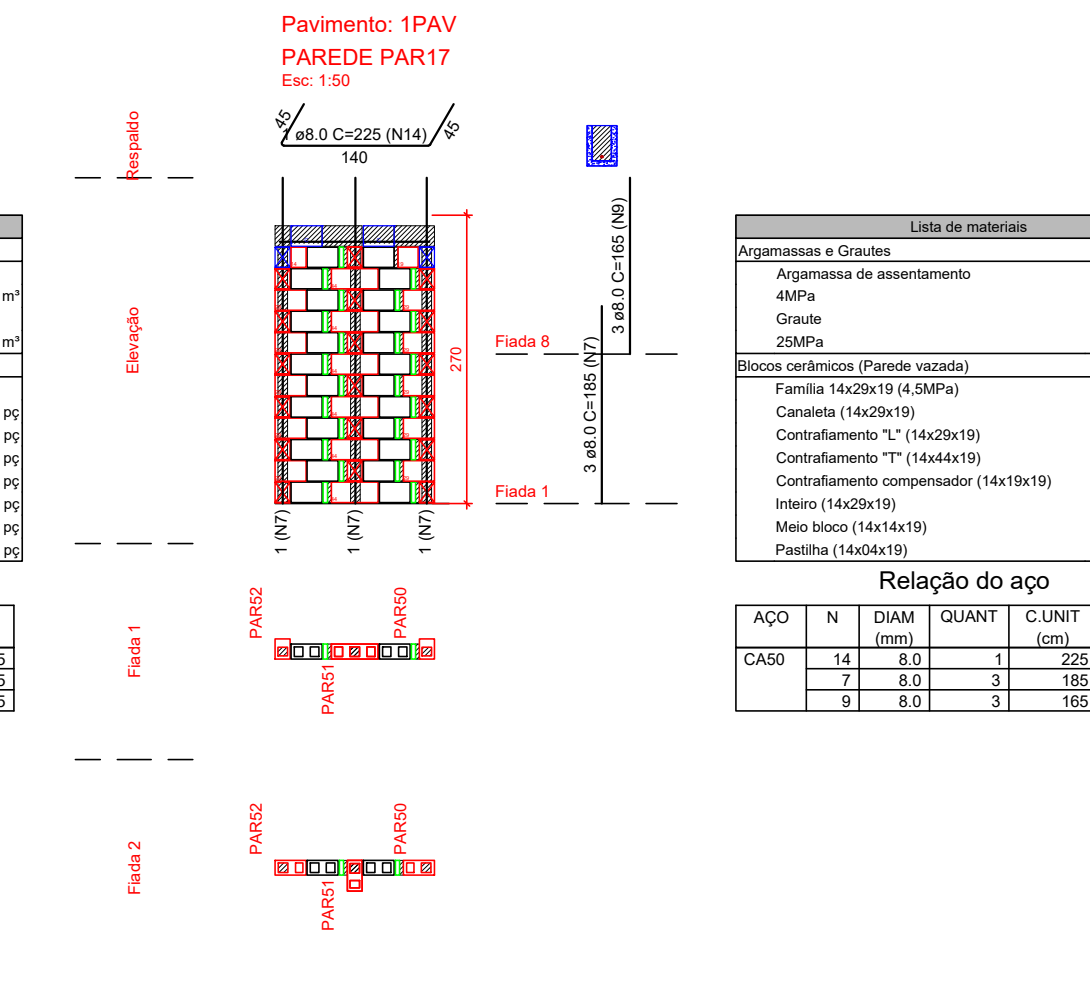 Pavimento: 1PAV
PAREDE PAR17
Esc: 1:50
Respaldo
45
1 ø8.0 C=225 (N14)
45
140
Elevação
270
Fiada 8
Fiada 1
3 ø8.0 C=165 (N9)
3 ø8.0 C=185 (N7)
1 (N7)
1 (N7)
1 (N7)
Fiada 1
PAR52
PAR50
PAR51
Fiada 2
PAR52
PAR50
PAR51
m³
m³
pç
pç
pç
pç
pç
pç
pç
5
5
5
Lista de materiais
Argamassas e Grautes
Argamassa de assentamento
4MPa
Graute
25MPa
Blocos cerâmicos (Parede vazada)
Família 14x29x19 (4,5MPa)
Canaleta (14x29x19)
Contrafiamento "L" (14x29x19)
Contrafiamento "T" (14x44x19)
Contrafiamento compensador (14x19x19)
Inteiro (14x29x19)
Meio bloco (14x14x19)
Pastilha (14x04x19)
Relação do aço
AÇO N DIAM QUANT C.UNIT
(mm) (cm)
CA50 14 8.0 1 225
7 8.0 3 185
9 8.0 3 165